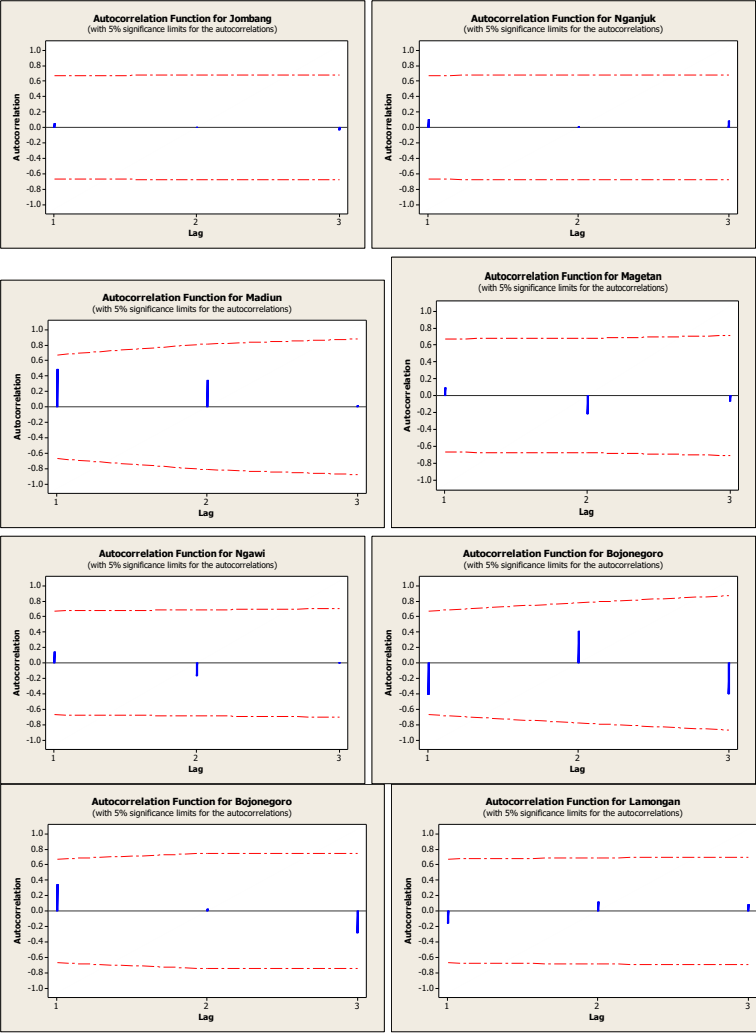 Autocorrelation Function for Jombang
(with 5% significance limits for the autocorrelations)
1.0
0.8
0.6
0.4
0.2
0.0
-0.2
-0.4
-0.6
-0.8
-1.0
Autocorrelation
1 2 3
Lag
Autocorrelation Function for Nganjuk
(with 5% significance limits for the autocorrelations)
1.0
0.8
0.6
0.4
0.2
0.0
-0.2
-0.4
-0.6
-0.8
-1.0
Autocorrelation
1 2 3
Lag
Autocorrelation Function for Madiun
(with 5% significance limits for the autocorrelations)
1.0
0.8
0.6
0.4
0.2
0.0
-0.2
-0.4
-0.6
-0.8
-1.0
Autocorrelation
1 2 3
Lag
Autocorrelation Function for Magetan
(with 5% significance limits for the autocorrelations)
1.0
0.8
0.6
0.4
0.2
0.0
-0.2
-0.4
-0.6
-0.8
-1.0
Autocorrelation
1 2 3
Lag
Autocorrelation Function for Ngawi
(with 5% significance limits for the autocorrelations)
1.0
0.8
0.6
0.4
0.2
0.0
-0.2
-0.4
-0.6
-0.8
-1.0
Autocorrelation
1 2 3
Lag
Autocorrelation Function for Bojonegoro
(with 5% significance limits for the autocorrelations)
1.0
0.8
0.6
0.4
0.2
0.0
-0.2
-0.4
-0.6
-0.8
-1.0
Autocorrelation
1 2 3
Lag
Autocorrelation Function for Bojonegoro
(with 5% significance limits for the autocorrelations)
1.0
0.8
0.6
0.4
0.2
0.0
-0.2
-0.4
-0.6
-0.8
-1.0
Autocorrelation
1 2 3
Lag
Autocorrelation Function for Lamongan
(with 5% significance limits for the autocorrelations)
1.0
0.8
0.6
0.4
0.2
0.0
-0.2
-0.4
-0.6
-0.8
-1.0
Autocorrelation
1 2 3
Lag